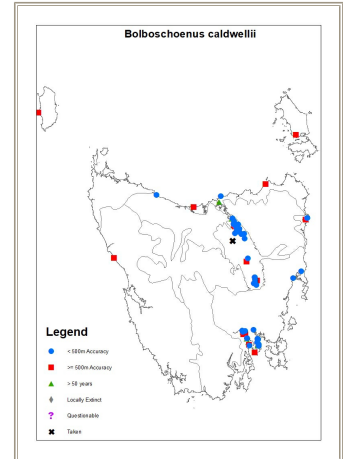 Bolboschoenus caldwellii
Legend
< 500m Accuracy
>= 500m Accuracy
> 50 years
Locally Extinct
Questionable
Taken